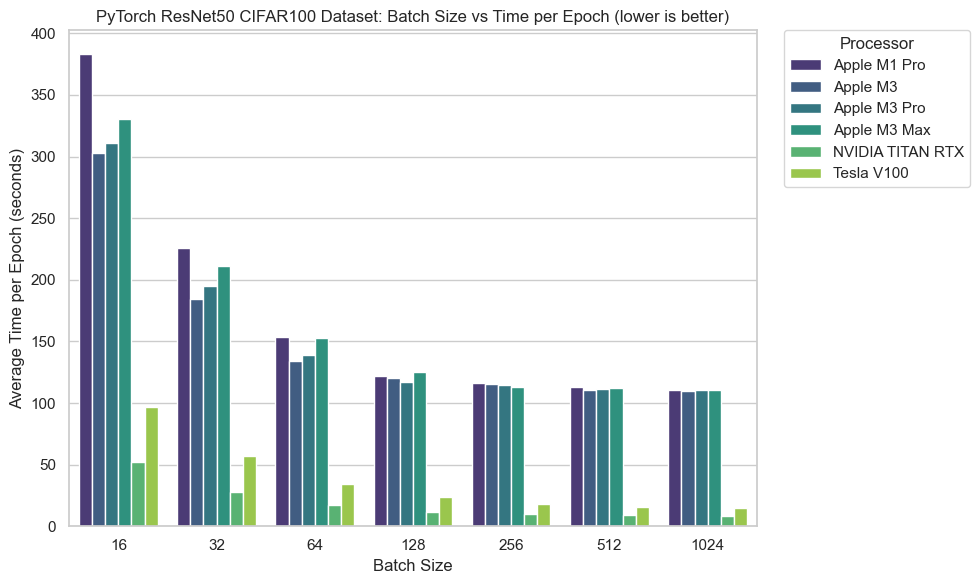 PyTorch ResNet50 CIFAR100 Dataset: Batch Size vs Time per Epoch (lower is better)
Average Time per Epoch (seconds)
400
350
300
250
200
150
100
50
0
16 32 64 128 256 512 1024
Batch Size
Processor
Apple M1 Pro
Apple M3
Apple M3 Pro
Apple M3 Max
NVIDIA TITAN RTX
Tesla V100